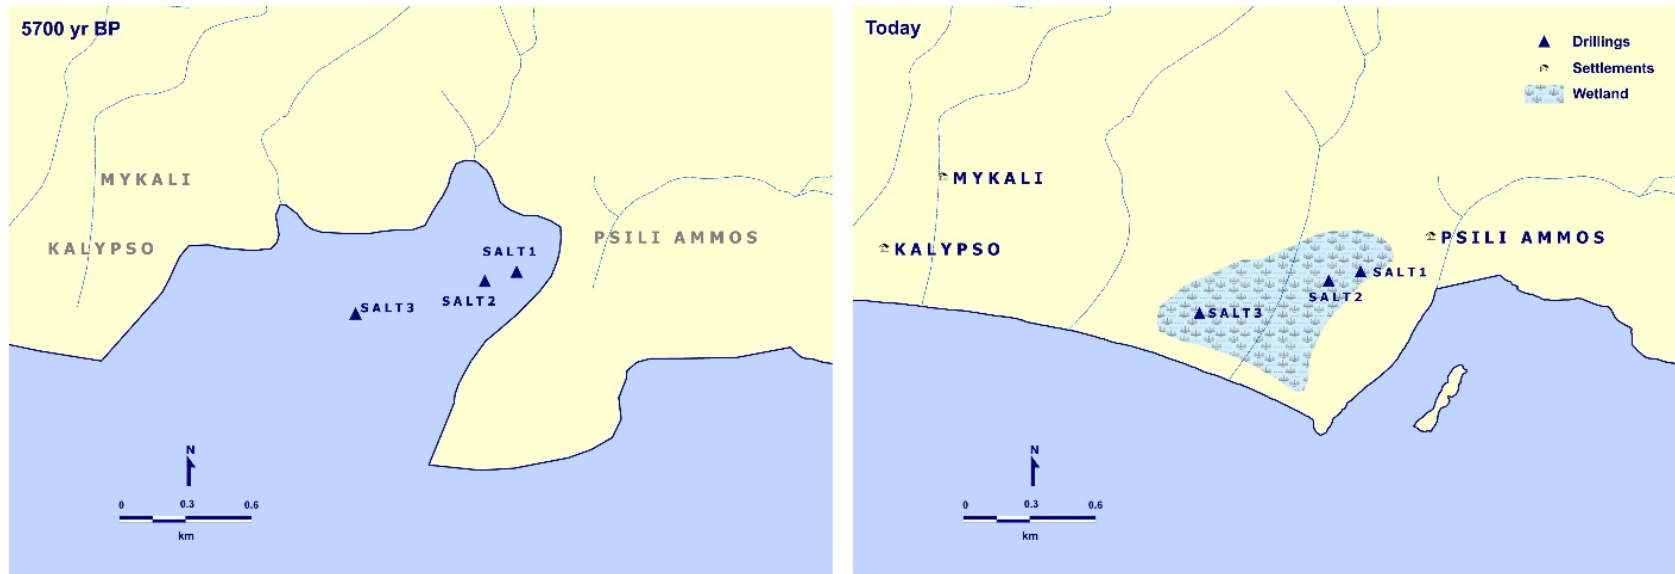 5700 yr BP
MYKALI
KALYPSO
PSILI AMMOS
SALT1
SALT2
SALT3
N
0 0.3 0.6
km
Today
Drillings
Settlements
Wetland
MYKALI
KALYPSO
PSILI AMMOS
SALT1
SALT2
SALT3
N
0 0.3 0.6
km